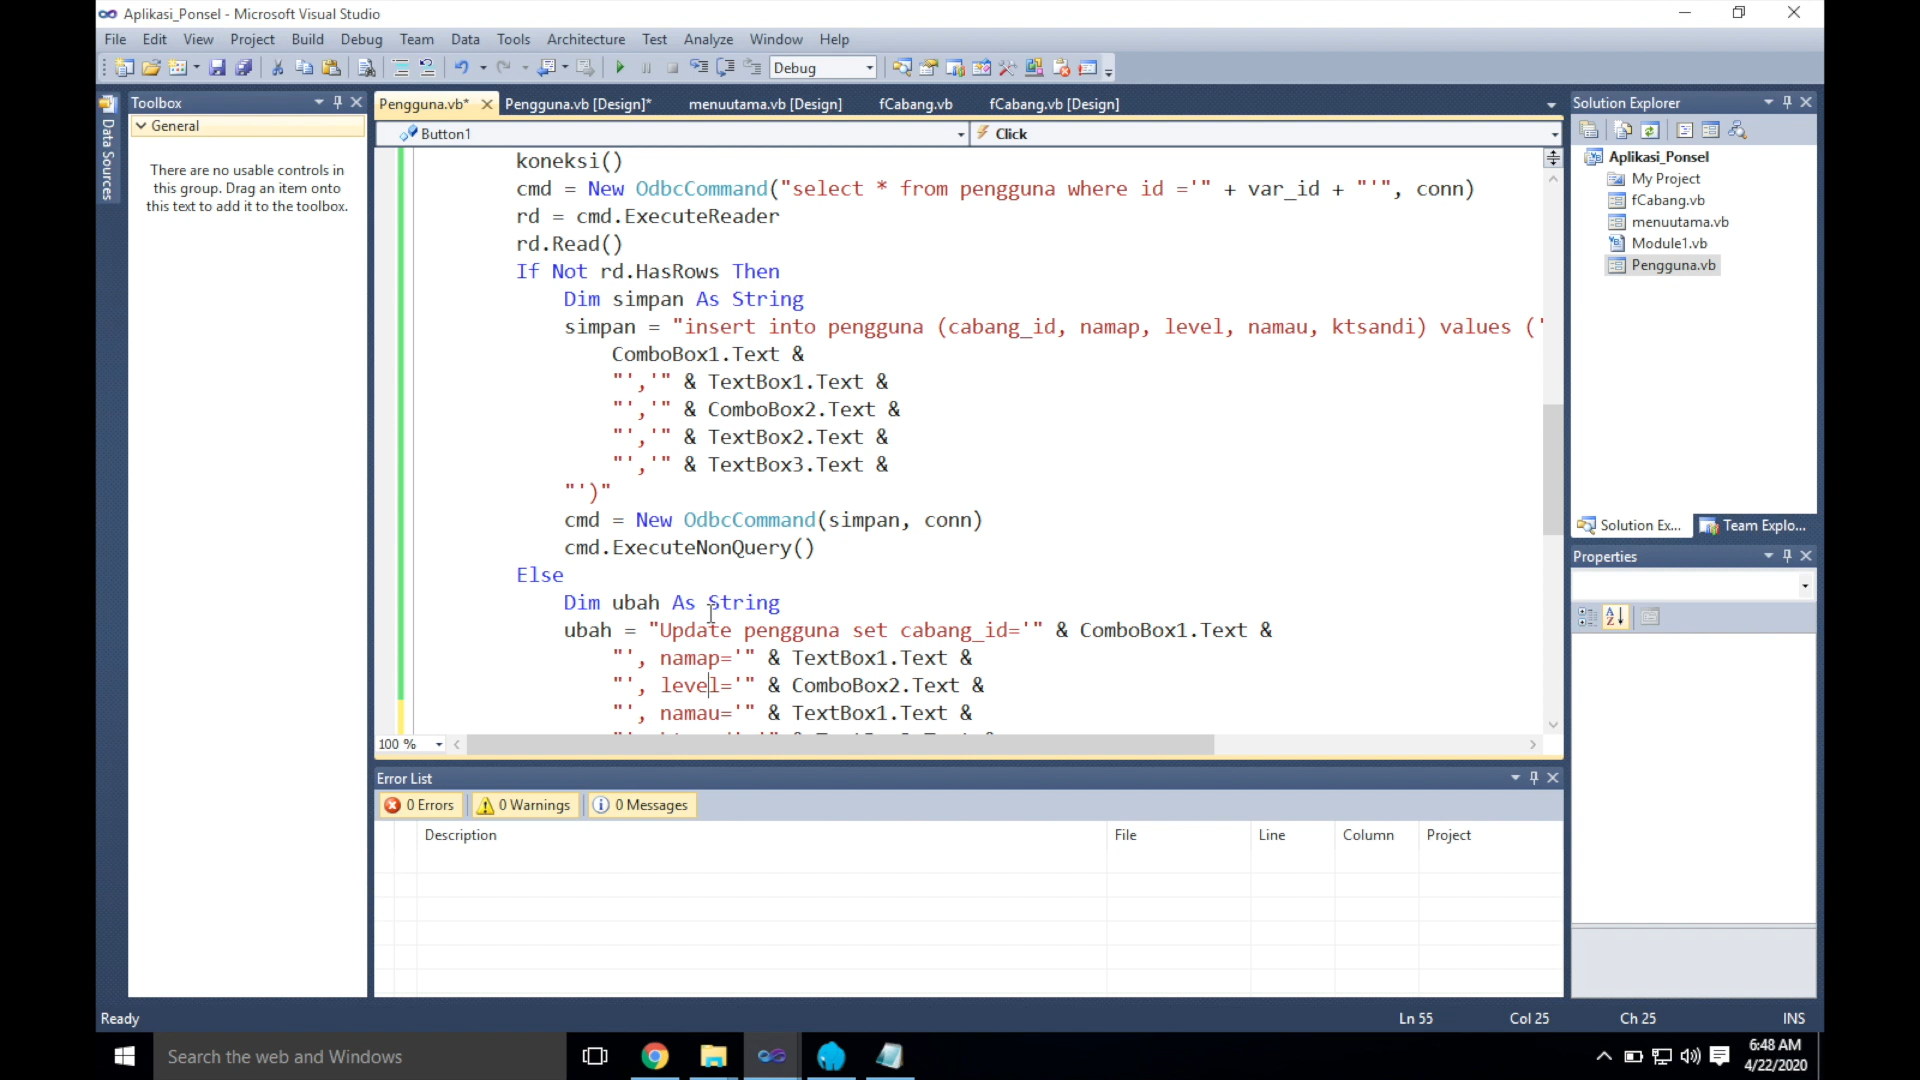 Aplikasi_Ponsel - Microsoft Visual Studio
File Edit View Project Build Debug Team Data Tools Architecture Test Analyze Window Help
Debug
Data Sources
Toolbox
General
There are no usable controls in
this group. Drag an item onto
this text to add it to the toolbox.
Pengguna.vb* Pengguna.vb [Design]* menuutama.vb [Design] fCabang.vb fCabang.vb [Design]
Button1 Click
koneksi()
cmd = New OdbcCommand("select * from pengguna where id ='" + var_id + "'", conn)
rd = cmd.ExecuteReader
rd.Read()
If Not rd.HasRows Then
Dim simpan As String
simpan = "insert into pengguna (cabang_id, namap, level, namau, ktsandi) values ('
ComboBox1.Text &
"','" & TextBox1.Text &
"','" & ComboBox2.Text &
"','" & TextBox2.Text &
"','" & TextBox3.Text &
"')"
cmd = New OdbcCommand(simpan, conn)
cmd.ExecuteNonQuery()
Else
Dim ubah As String
ubah = "Update pengguna set cabang_id='" & ComboBox1.Text &
"', namap='" & TextBox1.Text &
"', level='" & ComboBox2.Text &
"', namau='" & TextBox1.Text &
100 %
Error List
0 Errors 0 Warnings 0 Messages
Description File Line Column Project
Solution Explorer
Aplikasi_Ponsel
My Project
fCabang.vb
menuutama.vb
Module1.vb
Pengguna.vb
Solution Ex... Team Explo...
Properties
Ready Ln 55 Col 25 Ch 25 INS
Search the web and Windows
6:48 AM
4/22/2020